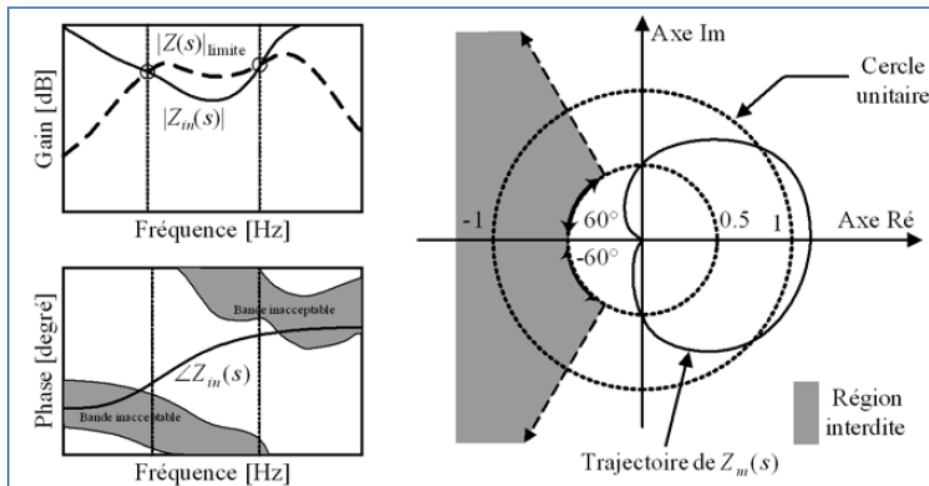 Gain [dB]
|Z(s)|limite
|Zin(s)|
Fréquence [Hz]
Phase [degré]
Bande inacceptable
∠Zin(s)
Bande inacceptable
Fréquence [Hz]
Axe Im
Cercle
unitaire
-1
60°
-60°
0.5
1
Axe Ré
Région
interdite
Trajectoire de Zm(s)